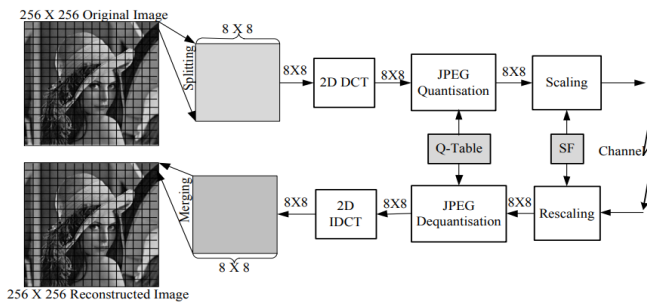 256 X 256 Original Image
8 X 8
Splitting
8X8
2D DCT
8X8
JPEG
Quantisation
8X8
Scaling
Q-Table
SF
Channel
Merging
8X8
2D
IDCT
8X8
JPEG
Dequantisation
8X8
Rescaling
8 X 8
256 X 256 Reconstructed Image